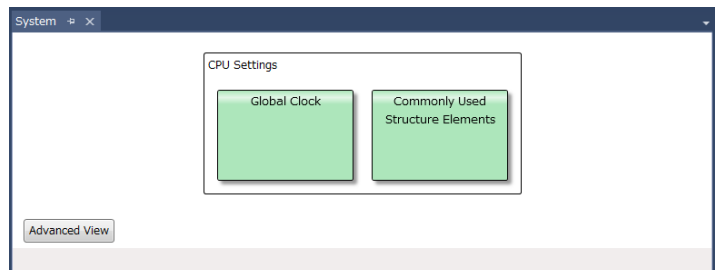 System
CPU Settings
Global Clock
Commonly Used
Structure Elements
Advanced View